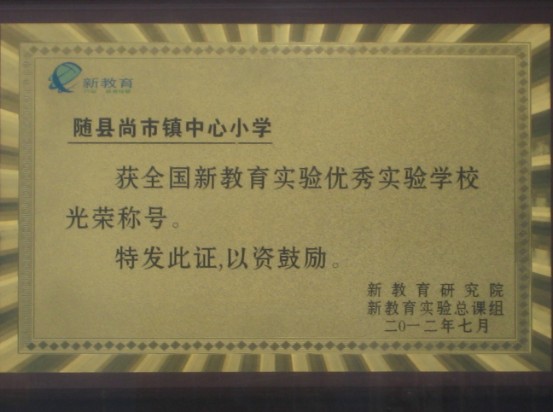 新教育
随县尚市镇中心小学
获全国新教育实验优秀实验学校
光荣称号。
特发此证,以资鼓励。
新教育研究院
新教育实验总课组
二0一二年七月